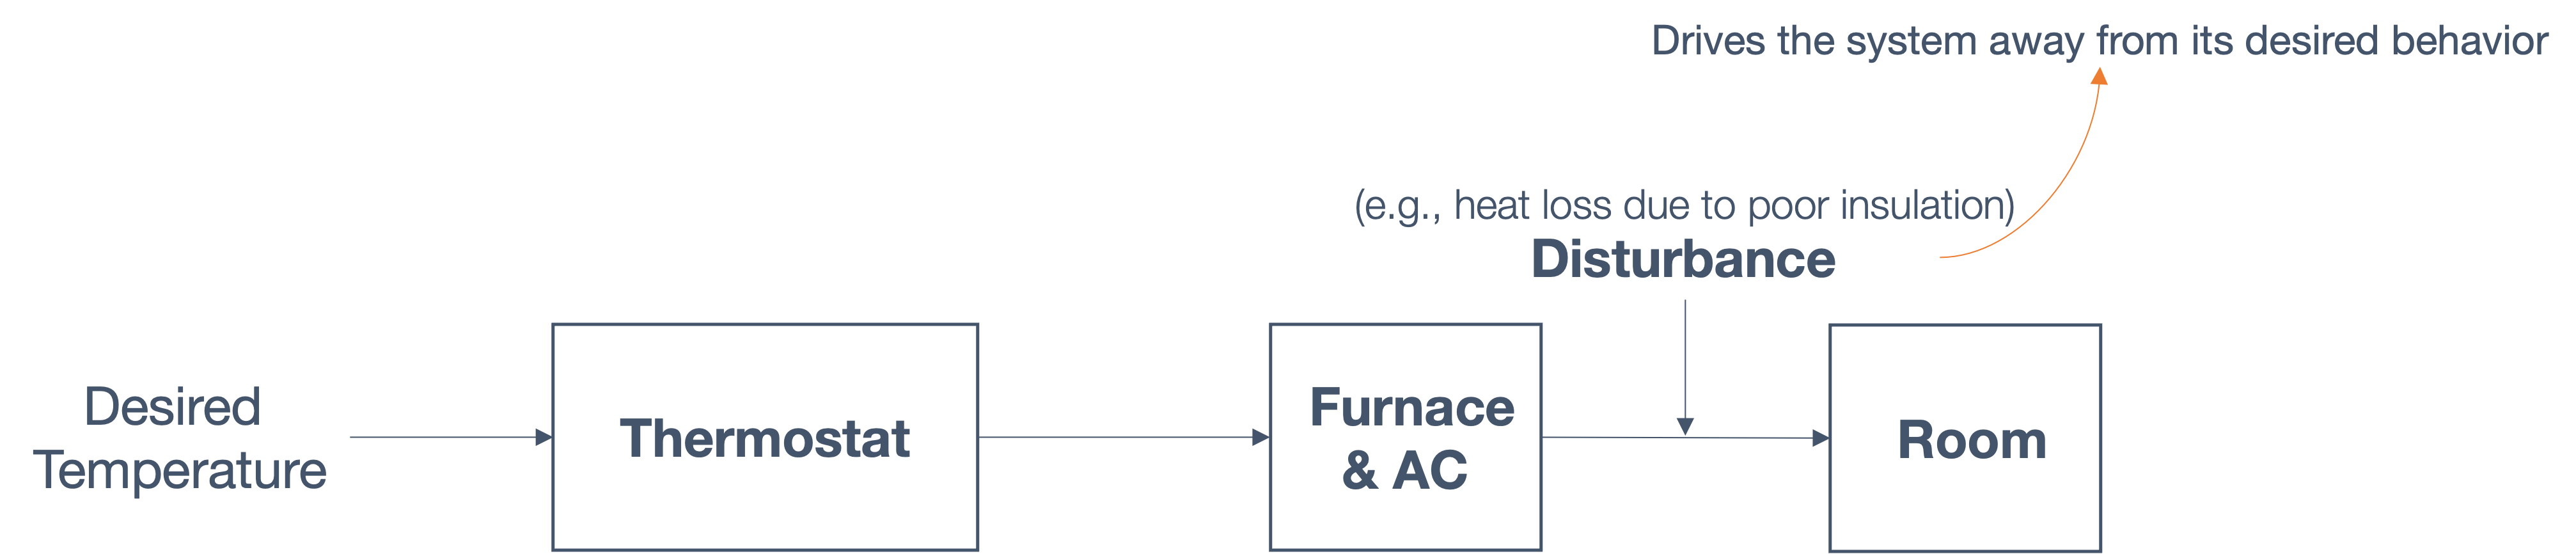 Drives the system away from its desired behavior
(e.g., heat loss due to poor insulation)
Disturbance
Desired
Temperature
Thermostat
Furnace
& AC
Room